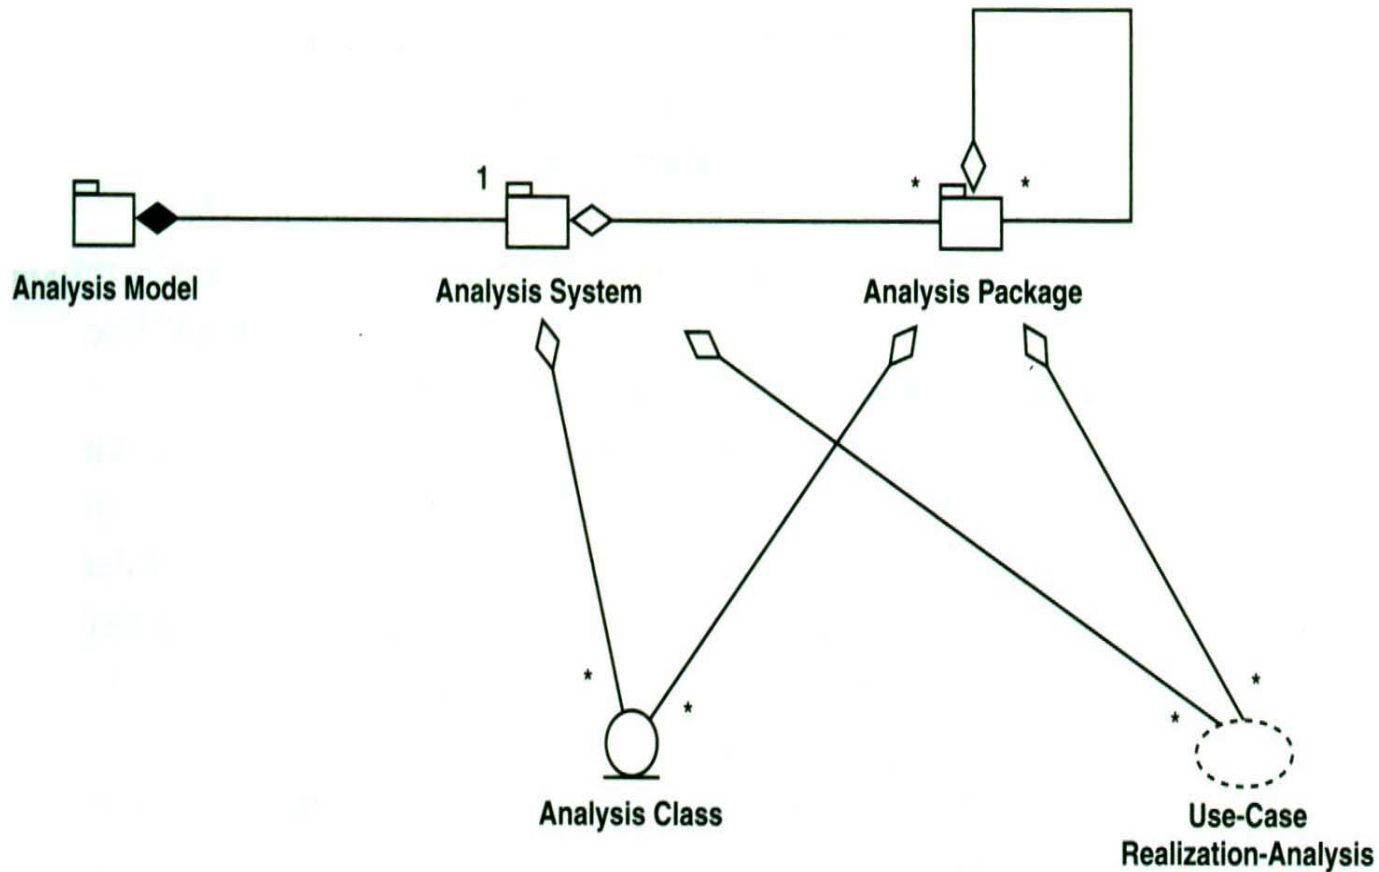 1
*
*
Analysis Model
Analysis System
Analysis Package
*
*
*
*
Analysis Class
Use-Case
Realization-Analysis